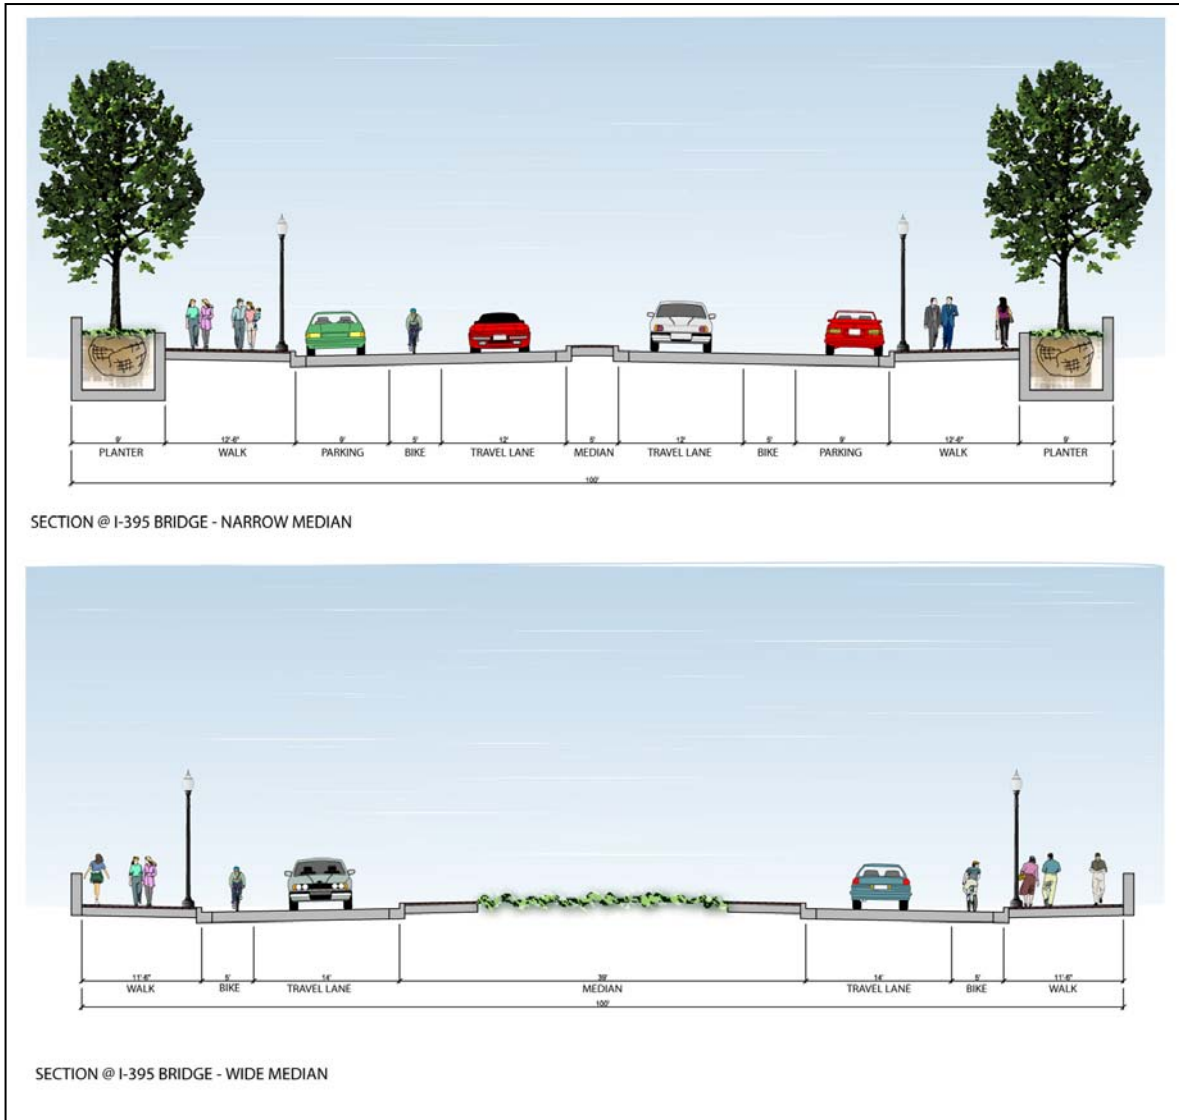 9' 12'-6" 9' 5' 12' 5' 12' 5' 9' 12'-6" 9'
PLANTER WALK PARKING BIKE TRAVEL LANE MEDIAN TRAVEL LANE BIKE PARKING WALK PLANTER
100'
SECTION @ I-395 BRIDGE - NARROW MEDIAN
11'-6" 5' 14' 39' 14' 5' 11'-6"
WALK BIKE TRAVEL LANE MEDIAN TRAVEL LANE BIKE WALK
100'
SECTION @ I-395 BRIDGE - WIDE MEDIAN